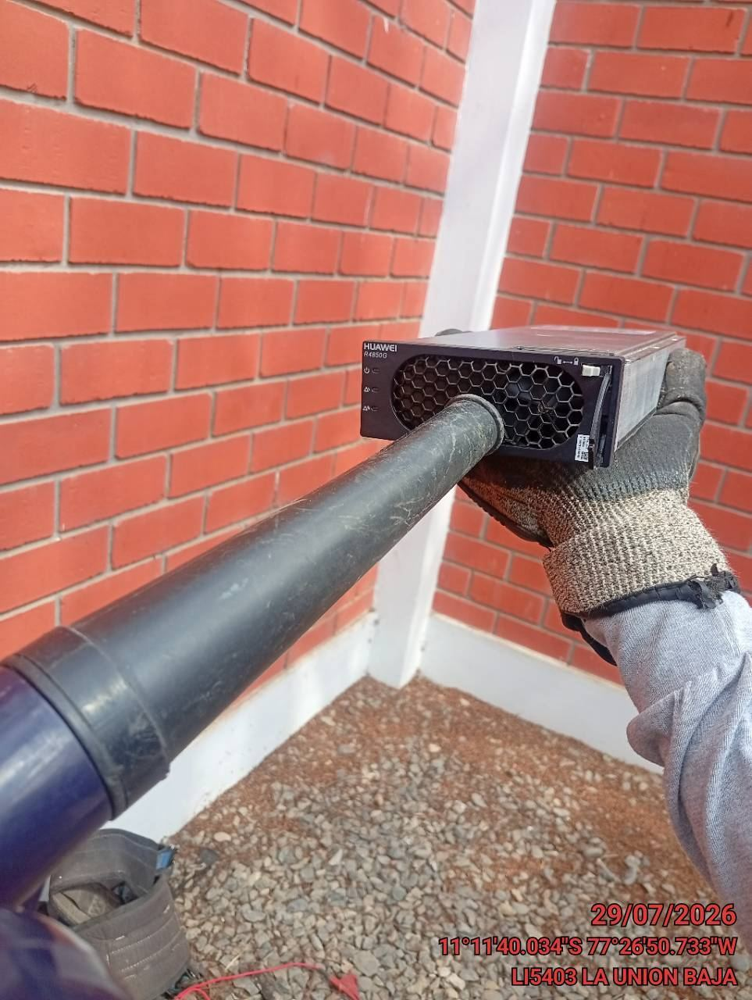 HUAWEI
R4850G
29/07/2026
11°11'40.034"S 77°26'50.733"W
LI5403 LA UNION BAJA